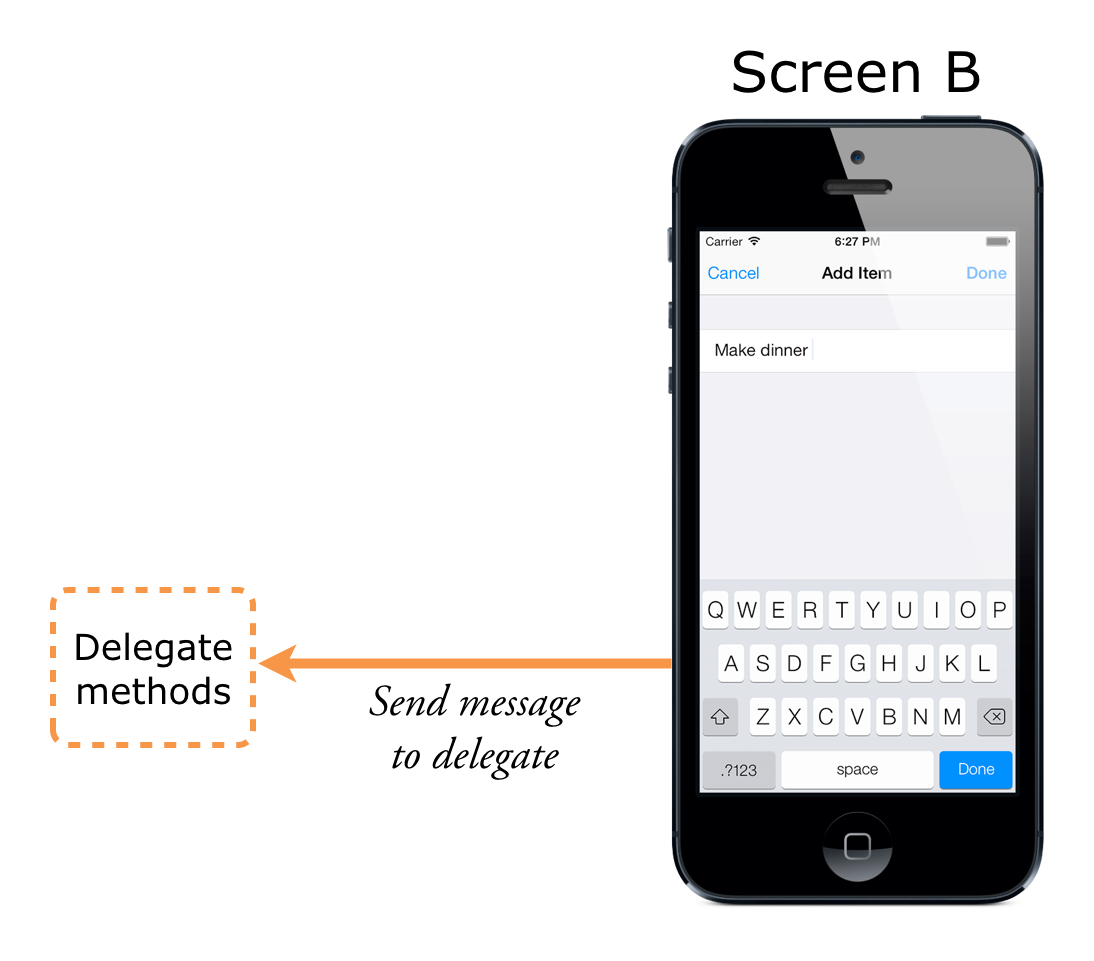 Screen B
Carrier 6:27 PM
Cancel Add Item Done
Make dinner
Q W E R T Y U I O P
A S D F G H J K L
Z X C V B N M
.?123 space Done
Delegate
methods
Send message
to delegate